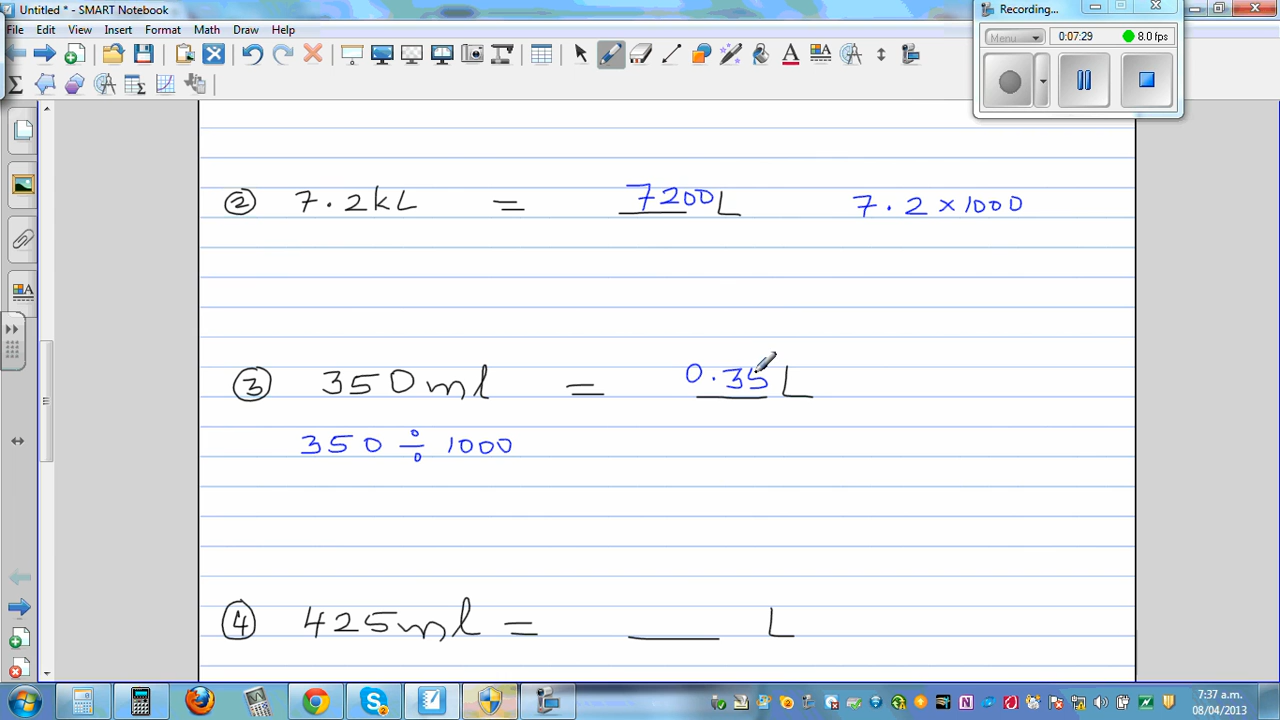 Untitled * - SMART Notebook
File Edit View Insert Format Math Draw Help
Recording...
Menu
0:07:29
8.0 fps
② 7.2kL = 7200L 7.2 × 1000
③ 350ml = 0.35 L
350 ÷ 1000
④ 425ml = ___ L
7:37 a.m.
08/04/2013